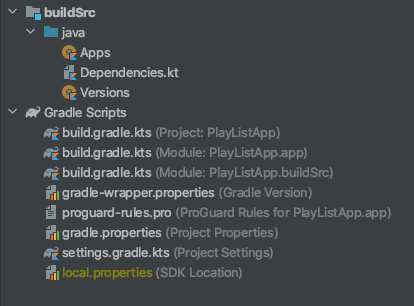 buildSrc
java
Apps
Dependencies.kt
Versions
Gradle Scripts
build.gradle.kts (Project: PlayListApp)
build.gradle.kts (Module: PlayListApp.app)
build.gradle.kts (Module: PlayListApp.buildSrc)
gradle-wrapper.properties (Gradle Version)
proguard-rules.pro (ProGuard Rules for PlayListApp.app)
gradle.properties (Project Properties)
settings.gradle.kts (Project Settings)
local.properties (SDK Location)